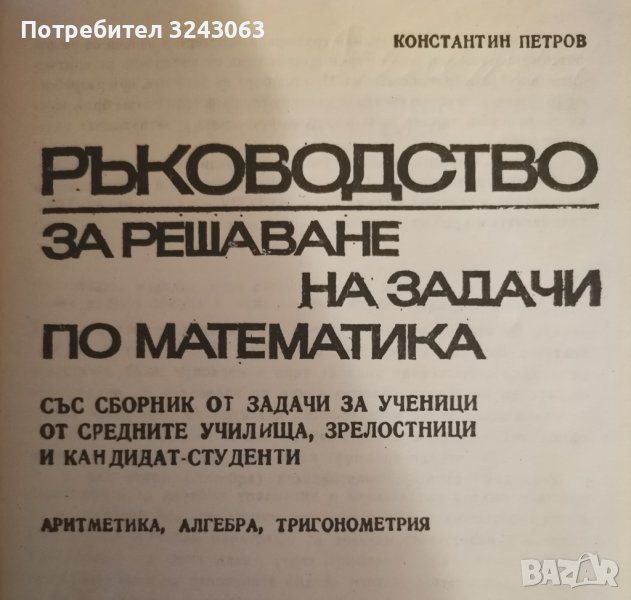 Потребител 3243063
КОНСТАНТИН ПЕТРОВ
РЪКОВОДСТВО
ЗА РЕШАВАНЕ
НА ЗАДАЧИ
ПО МАТЕМАТИКА
СЪС СБОРНИК ОТ ЗАДАЧИ ЗА УЧЕНИЦИ
ОТ СРЕДНИТЕ УЧИЛИЩА, ЗРЕЛОСТНИЦИ
И КАНДИДАТ-СТУДЕНТИ
АРИТМЕТИКА, АЛГЕБРА, ТРИГОНОМЕТРИЯ
BAZAR